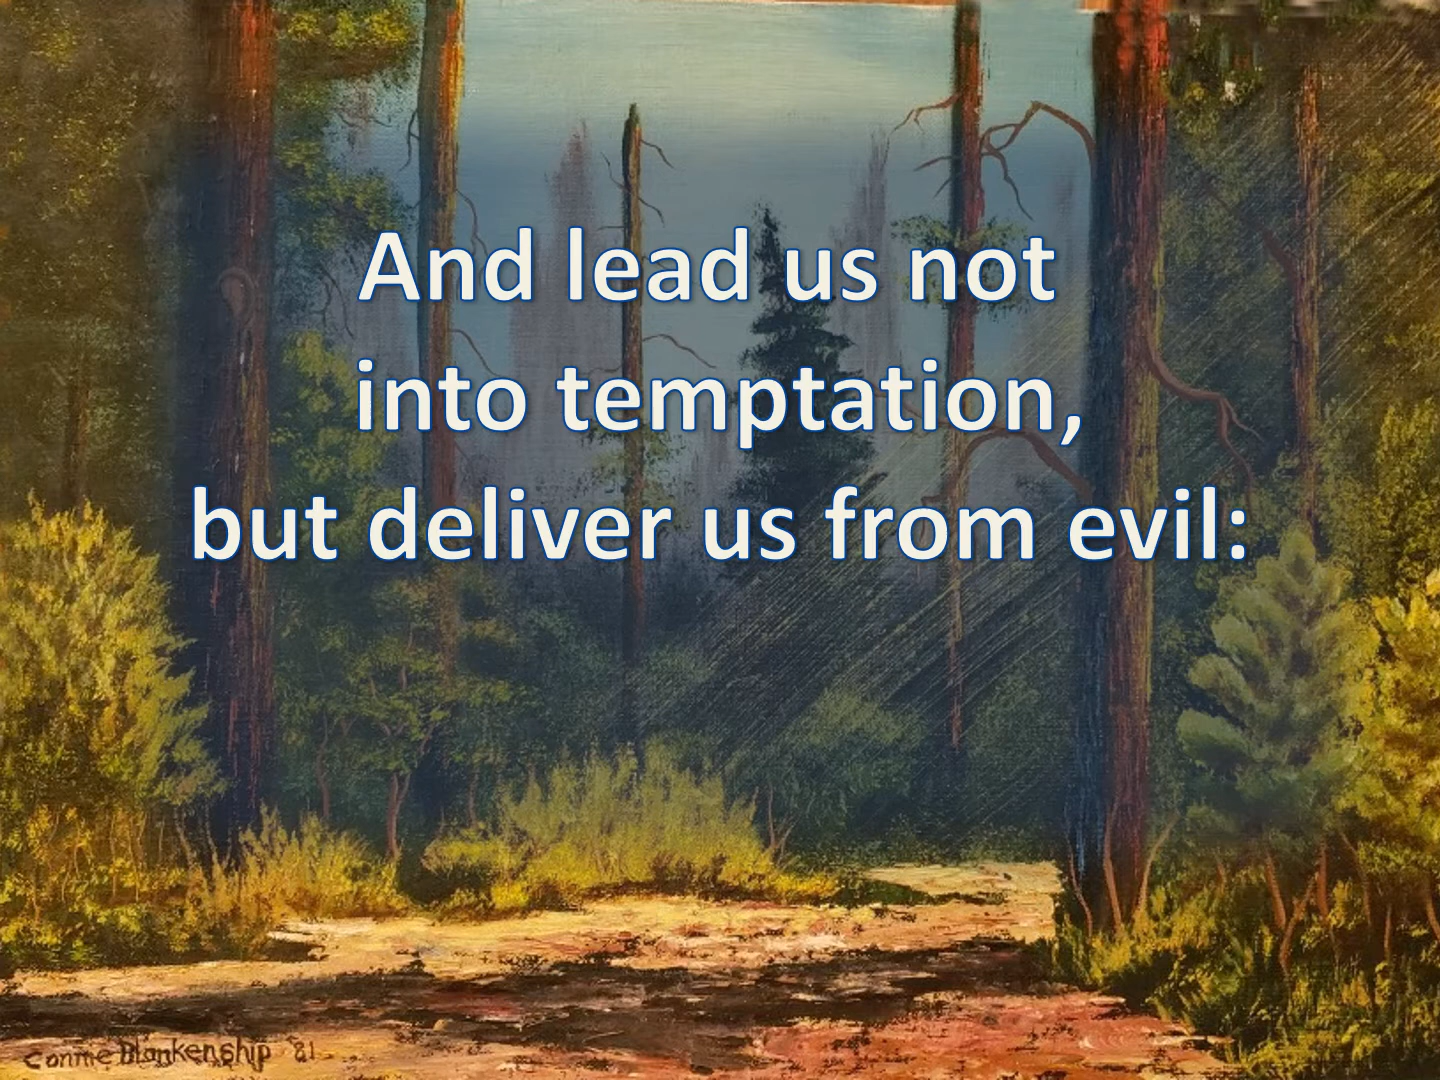 And lead us not
into temptation,
but deliver us from evil:
Connie Blankenship '81